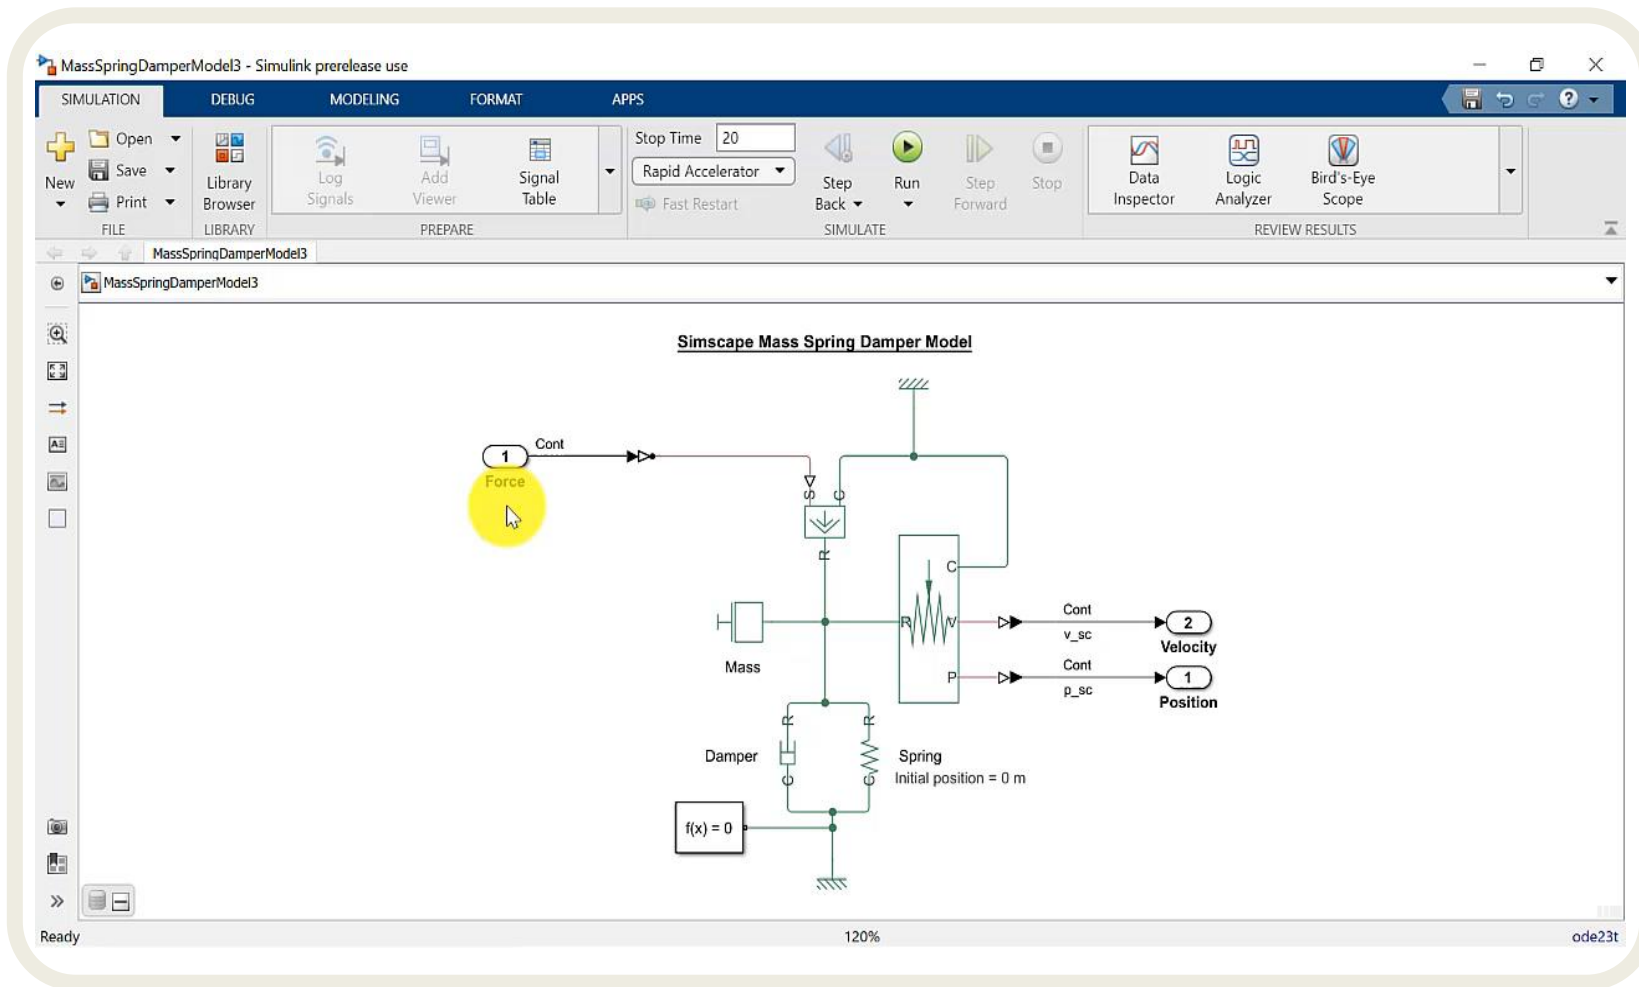 MassSpringDamperModel3 - Simulink prerelease use
SIMULATION DEBUG MODELING FORMAT APPS
New
Open
Save
Print
FILE
Library
Browser
LIBRARY
Log
Signals
Add
Viewer
Signal
Table
PREPARE
Stop Time 20
Rapid Accelerator
Fast Restart
Step
Back
Run
Step
Forward
Stop
SIMULATE
Data
Inspector
Logic
Analyzer
Bird's-Eye
Scope
REVIEW RESULTS
MassSpringDamperModel3
MassSpringDamperModel3
Simscape Mass Spring Damper Model
1
Force
Cont
S
C
R
C
R
V
P
Mass
Cont
v_sc
2
Velocity
Cont
p_sc
1
Position
R
R
Damper
Spring
C
C
Initial position = 0 m
f(x) = 0
Ready
120%
ode23t